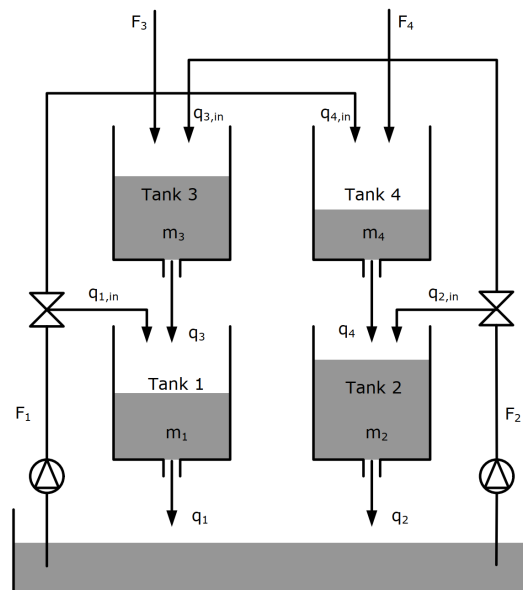 F₃
F₄
q₃,in
q₄,in
Tank 3
m₃
Tank 4
m₄
q₁,in
q₂,in
q₃
q₄
F₁
Tank 1
m₁
Tank 2
m₂
F₂
q₁
q₂